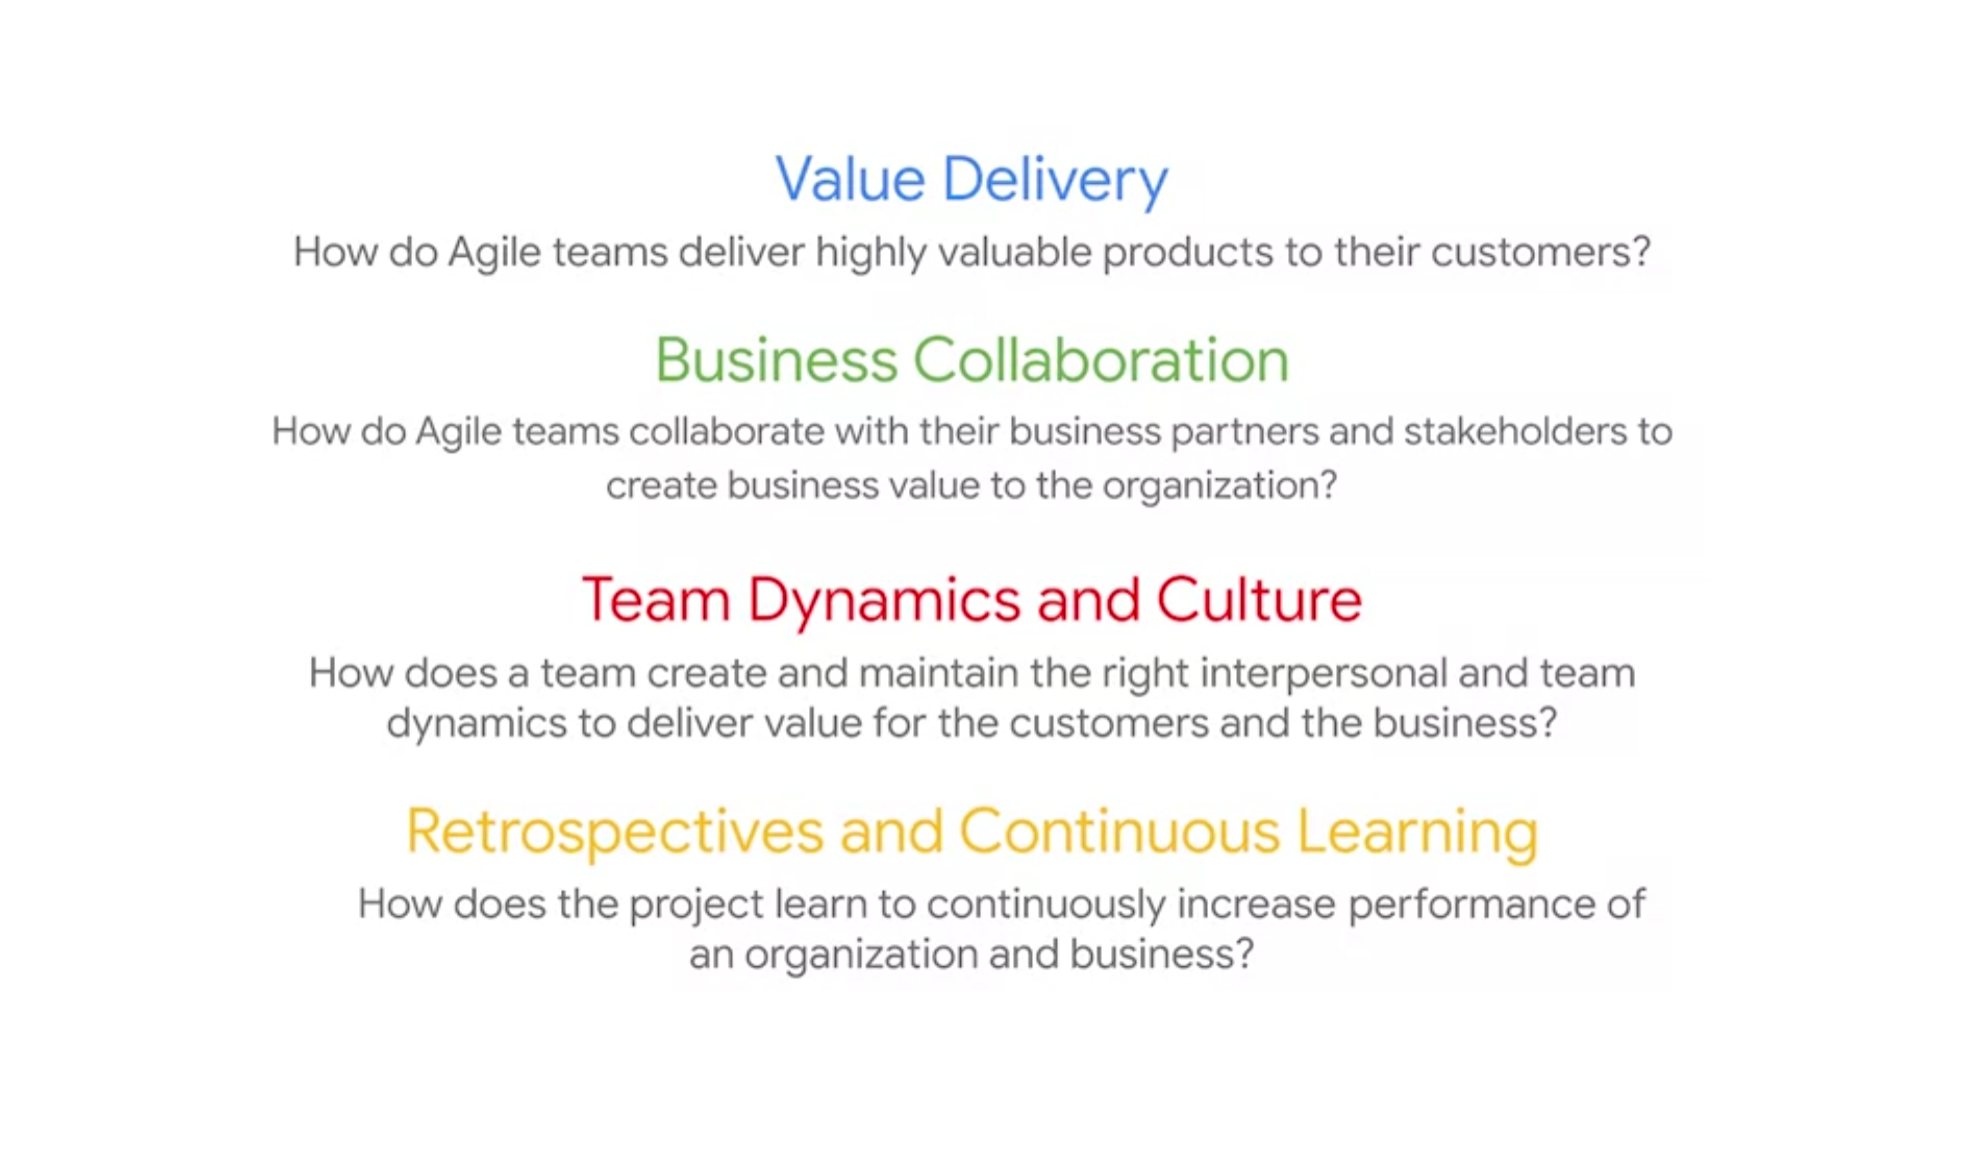 Value Delivery
How do Agile teams deliver highly valuable products to their customers?
Business Collaboration
How do Agile teams collaborate with their business partners and stakeholders to
create business value to the organization?
Team Dynamics and Culture
How does a team create and maintain the right interpersonal and team
dynamics to deliver value for the customers and the business?
Retrospectives and Continuous Learning
How does the project learn to continuously increase performance of
an organization and business?